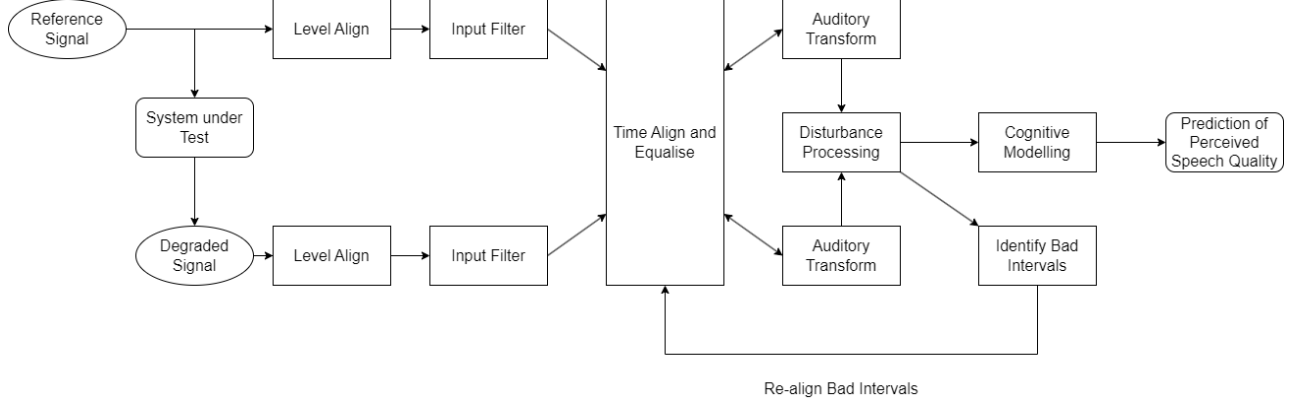 Reference
Signal
Level Align
Input Filter
Auditory
Transform
System under
Test
Time Align and
Equalise
Disturbance
Processing
Cognitive
Modelling
Prediction of
Perceived
Speech Quality
Degraded
Signal
Level Align
Input Filter
Auditory
Transform
Identify Bad
Intervals
Re-align Bad Intervals